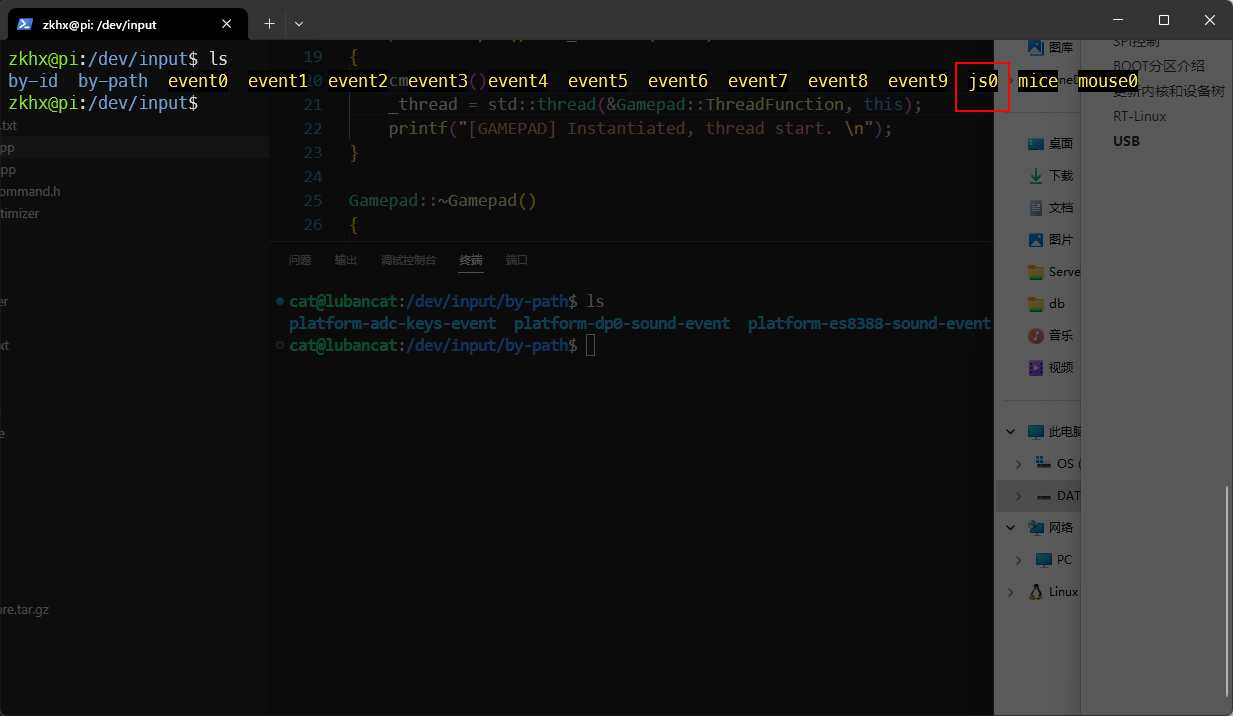 zkhx@pi: /dev/input
zkhx@pi:/dev/input$ ls
by-id by-path event0 event1 event2 event3 event4 event5 event6 event7 event8 event9 js0 mice mouse0
zkhx@pi:/dev/input$
.txt
pp
pp
ommand.h
timizer
er
xt
e
re.tar.gz
19 {
20
21 _thread = std::thread(&Gamepad::ThreadFunction, this);
22 printf("[GAMEPAD] Instantiated, thread start. \n");
23 }
24
25 Gamepad::~Gamepad()
26 {
问题 输出 调试控制台 终端 端口
cat@lubancat:/dev/input/by-path$ ls
platform-adc-keys-event platform-dp0-sound-event platform-es8388-sound-event
cat@lubancat:/dev/input/by-path$
图库
桌面
下载
文档
图片
Serve
db
音乐
视频
此电脑
OS (
DAT
网络
PC
Linux
SPI控制
BOOT分区介绍
更新内核和设备树
RT-Linux
USB